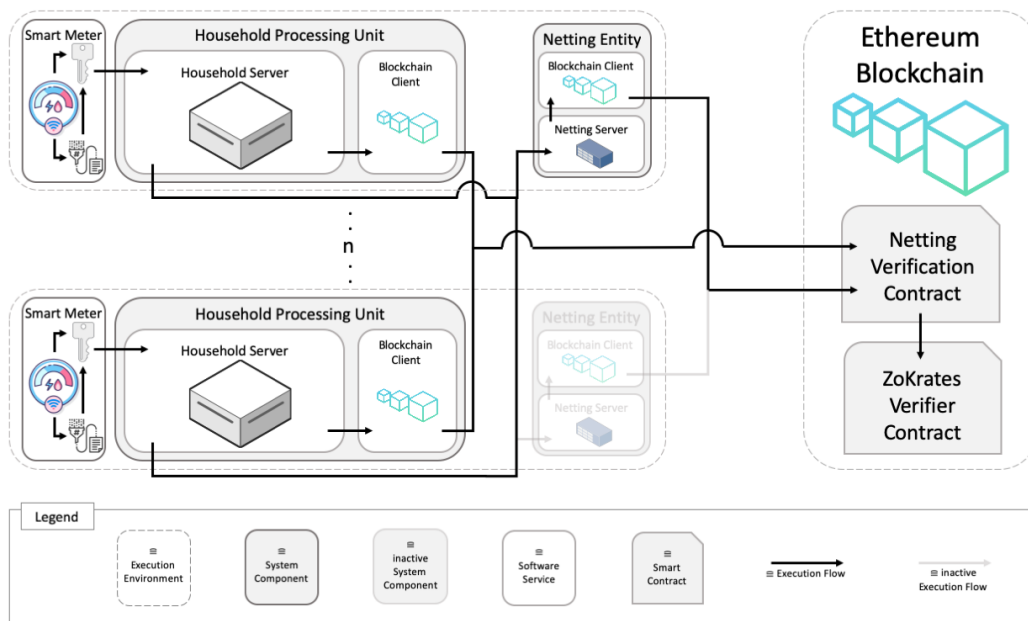 Smart Meter
Household Processing Unit
Household Server
Blockchain
Client
Netting Entity
Blockchain Client
Netting Server
Ethereum
Blockchain
Netting
Verification
Contract
ZoKrates
Verifier
Contract
n
Smart Meter
Household Processing Unit
Household Server
Blockchain
Client
Netting Entity
Blockchain Client
Netting Server
Legend
≘
Execution
Environment
≘
System
Component
≘
inactive
System
Component
≘
Software
Service
≘
Smart
Contract
≘ Execution Flow
≘ inactive
Execution Flow